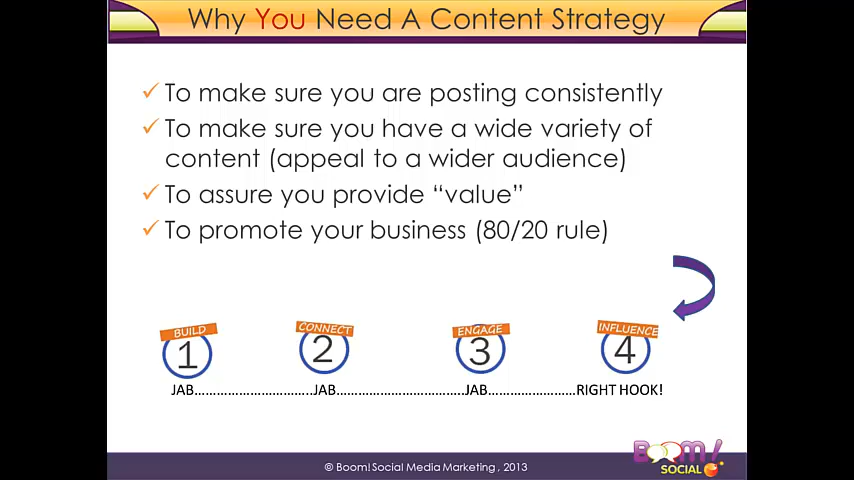 Why You Need A Content Strategy
✓ To make sure you are posting consistently
✓ To make sure you have a wide variety of
content (appeal to a wider audience)
✓ To assure you provide “value”
✓ To promote your business (80/20 rule)
BUILD CONNECT ENGAGE INFLUENCE
1 2 3 4
JAB..............................JAB..............................JAB........................RIGHT HOOK!
BOOM!
SOCIAL
© Boom!Social Media Marketing , 2013